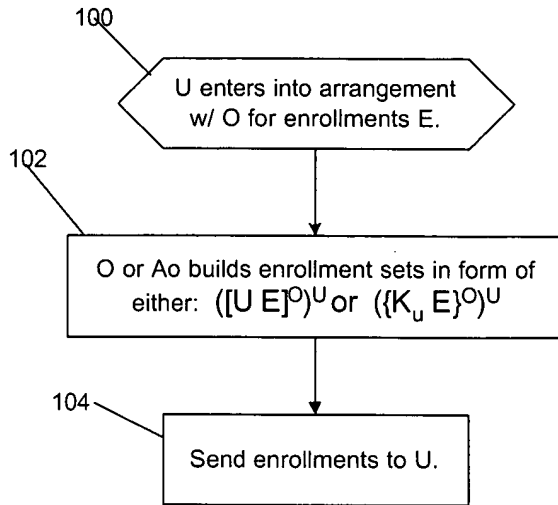 100
U enters into arrangement
w/ O for enrollments E.
102
O or Ao builds enrollment sets in form of
either: ([U E]^O)^U or ({K_u E}^O)^U
104
Send enrollments to U.